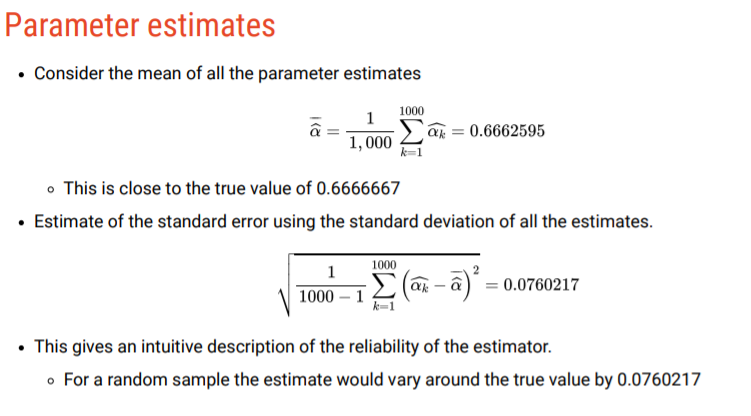 Parameter estimates
• Consider the mean of all the parameter estimates
$\overline{\widehat{\alpha}} = \frac{1}{1,000} \sum_{k=1}^{1000} \widehat{\alpha_k} = 0.6662595$
◦ This is close to the true value of 0.6666667
• Estimate of the standard error using the standard deviation of all the estimates.
$\sqrt{\frac{1}{1000-1} \sum_{k=1}^{1000} \left(\widehat{\alpha_k} - \overline{\widehat{\alpha}}\right)^2} = 0.0760217$
• This gives an intuitive description of the reliability of the estimator.
◦ For a random sample the estimate would vary around the true value by 0.0760217